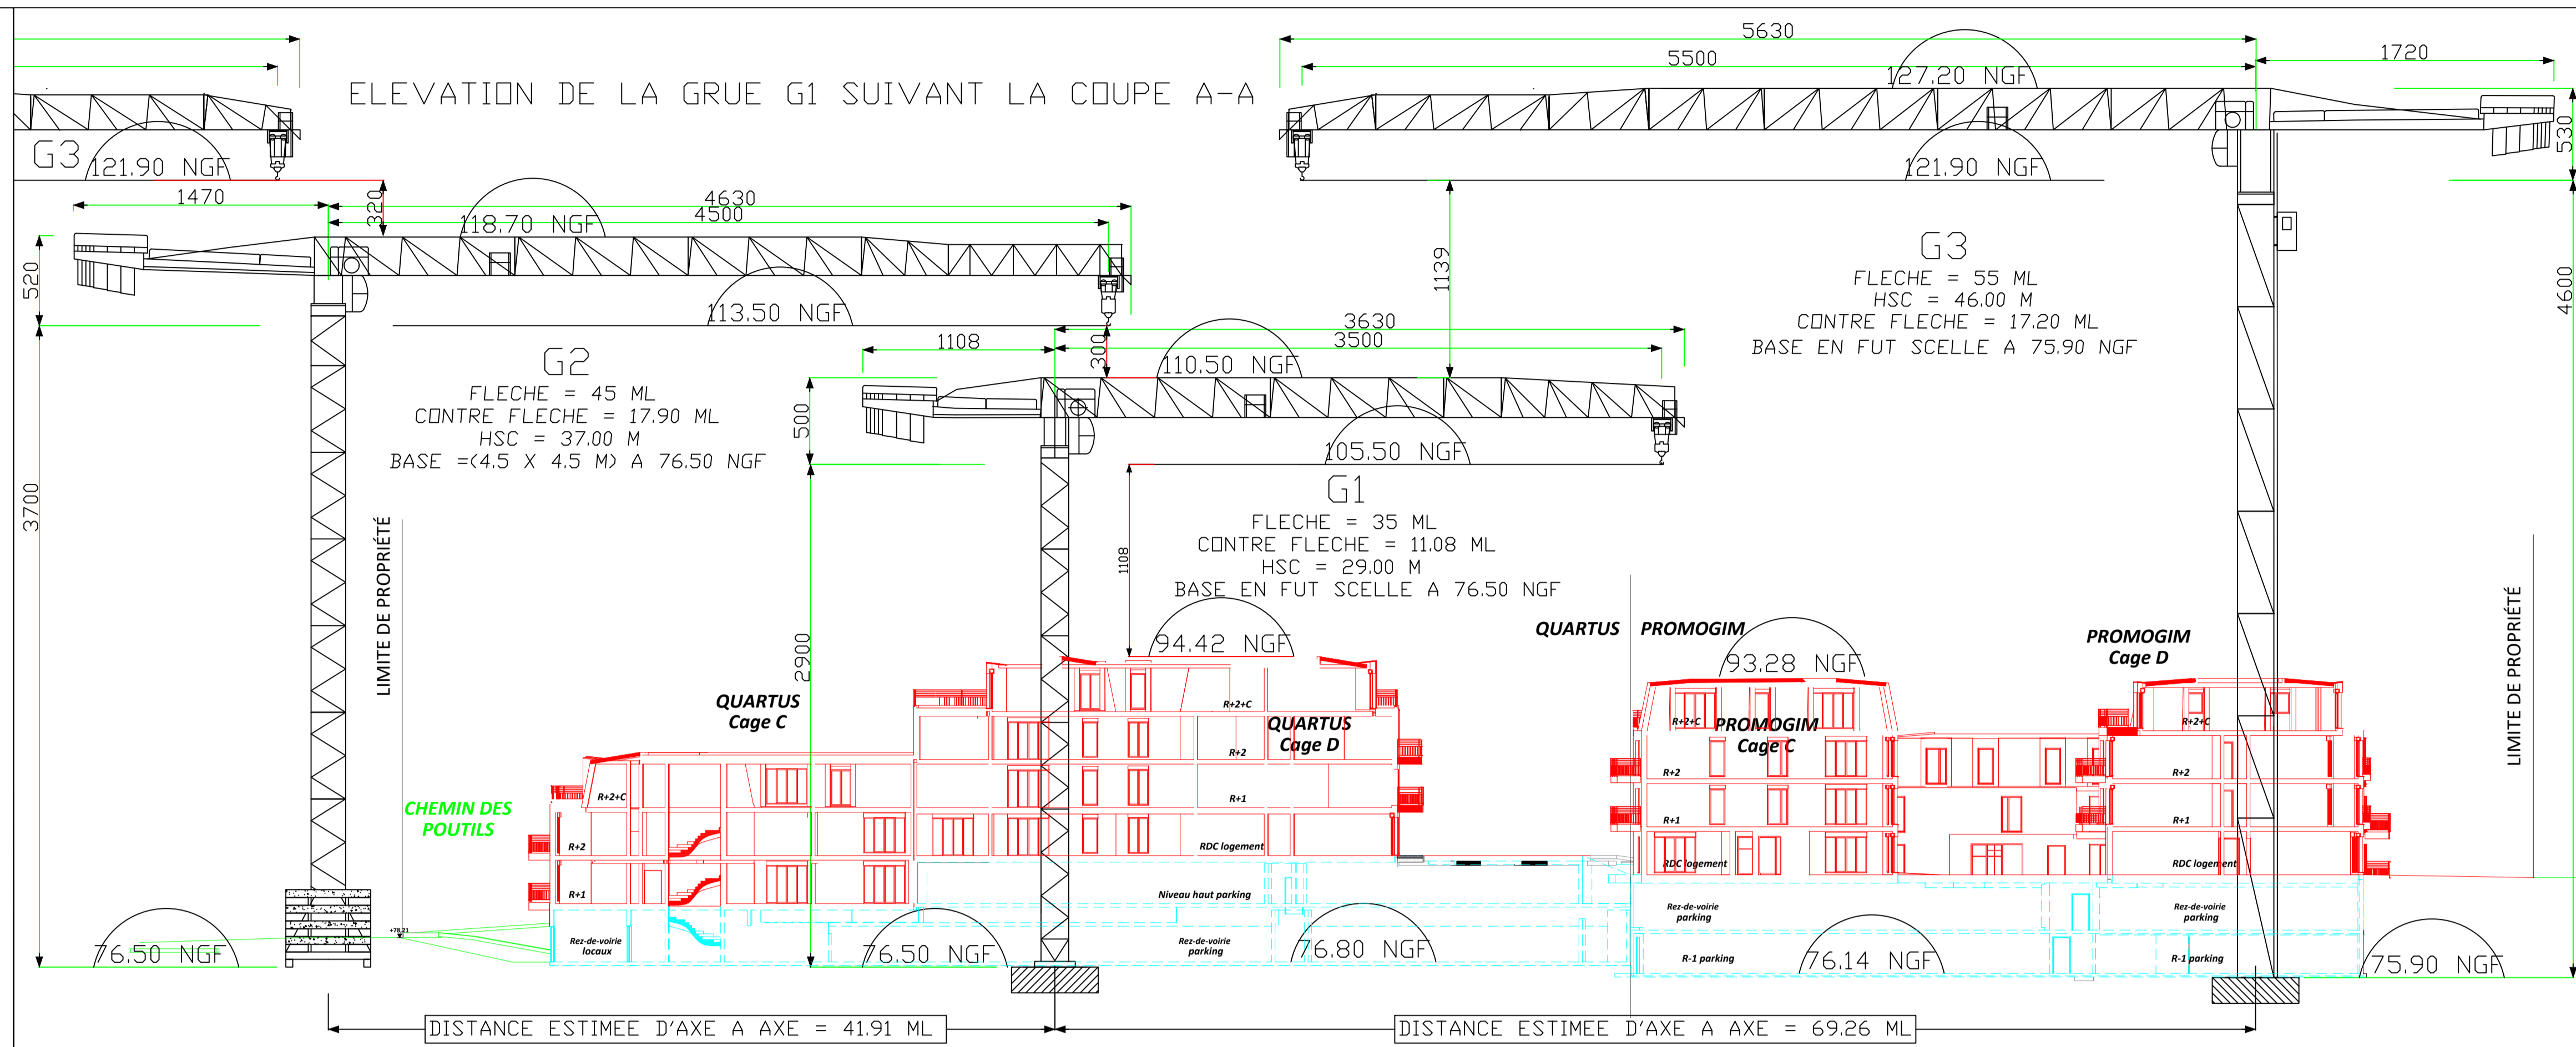 ELEVATION DE LA GRUE G1 SUIVANT LA COUPE A-A
5630
5500
1720
127.20 NGF
530
G3
121.90 NGF
1470
320
4630
4500
118.70 NGF
520
113.50 NGF
121.90 NGF
1139
4600
G3
FLECHE = 55 ML
HSC = 46.00 M
CONTRE FLECHE = 17.20 ML
BASE EN FUT SCELLE A 75.90 NGF
3630
3500
300
1108
110.50 NGF
500
105.50 NGF
G2
FLECHE = 45 ML
CONTRE FLECHE = 17.90 ML
HSC = 37.00 M
BASE =(4.5 X 4.5 M) A 76.50 NGF
3700
G1
FLECHE = 35 ML
CONTRE FLECHE = 11.08 ML
HSC = 29.00 M
BASE EN FUT SCELLE A 76.50 NGF
1108
2900
LIMITE DE PROPRIÉTÉ
LIMITE DE PROPRIÉTÉ
94.42 NGF
QUARTUS
PROMOGIM
93.28 NGF
PROMOGIM
Cage D
QUARTUS
Cage C
R+2+C
QUARTUS
Cage D
R+2
R+1
RDC logement
R+2+C
PROMOGIM
Cage C
R+2
R+1
RDC logement
R+2+C
R+2
R+1
RDC logement
CHEMIN DES
POUTILS
R+2+C
R+2
R+1
Niveau haut parking
Rez-de-voirie
parking
Rez-de-voirie
parking
+78.21
76.50 NGF
Rez-de-voirie
locaux
76.50 NGF
Rez-de-voirie
parking
76.80 NGF
R-1 parking
76.14 NGF
R-1 parking
75.90 NGF
DISTANCE ESTIMEE D'AXE A AXE = 41.91 ML
DISTANCE ESTIMEE D'AXE A AXE = 69.26 ML